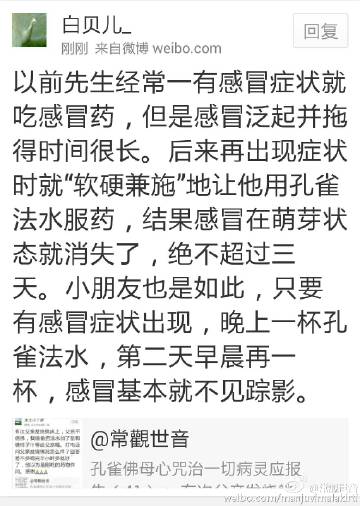 白贝儿_
刚刚 来自微博 weibo.com
回复
以前先生经常一有感冒症状就
吃感冒药，但是感冒泛起并拖
得时间很长。后来再出现症状
时就“软硬兼施”地让他用孔雀
法水服药，结果感冒在萌芽状
态就消失了，绝不超过三
天。小朋友也是如此，只要
有感冒症状出现，晚上一杯孔
雀法水，第二天早晨再一
杯，感冒基本就不见踪影。
@常觀世音
孔雀佛母心咒治一切病灵应报